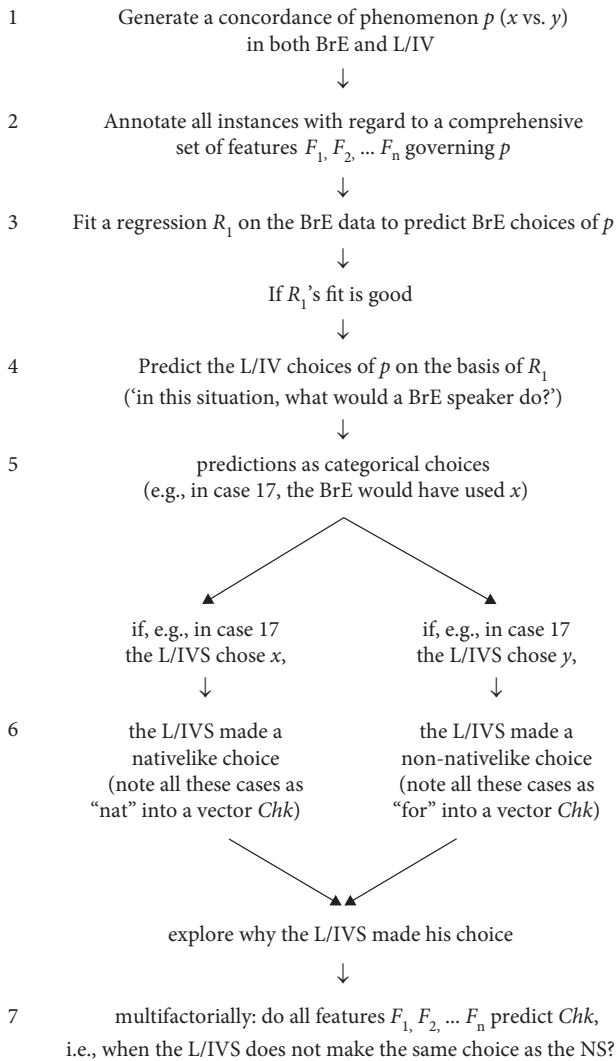 1 Generate a concordance of phenomenon p (x vs. y)
in both BrE and L/IV
↓
2 Annotate all instances with regard to a comprehensive
set of features F1, F2, ... Fn governing p
↓
3 Fit a regression R1 on the BrE data to predict BrE choices of p
↓
If R1’s fit is good
↓
4 Predict the L/IV choices of p on the basis of R1
(‘in this situation, what would a BrE speaker do?’)
↓
5 predictions as categorical choices
(e.g., in case 17, the BrE would have used x)
if, e.g., in case 17
the L/IVS chose x,
↓
if, e.g., in case 17
the L/IVS chose y,
↓
6 the L/IVS made a
nativelike choice
(note all these cases as
“nat” into a vector Chk)
the L/IVS made a
non-nativelike choice
(note all these cases as
“for” into a vector Chk)
explore why the L/IVS made his choice
↓
7 multifactorially: do all features F1, F2, ... Fn predict Chk,
i.e., when the L/IVS does not make the same choice as the NS?